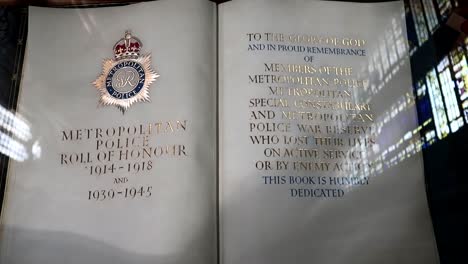 METROPOLITAN
POLICE
METROPOLITAN
POLICE
ROLL OF HONOUR
1914-1918
AND
1939-1945
TO THE GLORY OF GOD
AND IN PROUD REMEMBRANCE
OF
MEMBERS OF THE
METROPOLITAN POLICE
METROPOLITAN
SPECIAL CONSTABULARY
AND METROPOLITAN
POLICE WAR RESERVE
WHO LOST THEIR LIVES
ON ACTIVE SERVICE
OR BY ENEMY ACTION
THIS BOOK IS HUMBLY
DEDICATED